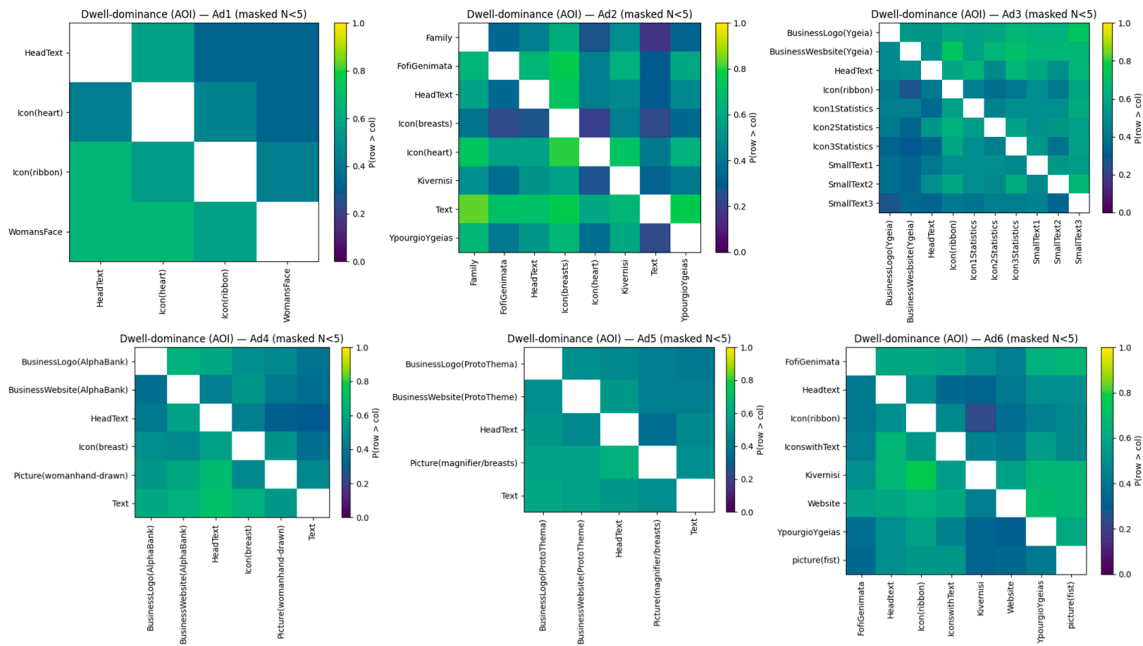 Dwell-dominance (AOI) — Ad1 (masked N<5)
HeadText
Icon(heart)
Icon(ribbon)
WomansFace
HeadText
Icon(heart)
Icon(ribbon)
WomansFace
1.0
0.8
0.6
0.4
0.2
0.0
P(row > col)
Dwell-dominance (AOI) — Ad2 (masked N<5)
Family
FofiGenimata
HeadText
Icon(breasts)
Icon(heart)
Kivernisi
Text
YpourgioYgeias
Family
FofiGenimata
HeadText
Icon(breasts)
Icon(heart)
Kivernisi
Text
YpourgioYgeias
1.0
0.8
0.6
0.4
0.2
0.0
P(row > col)
Dwell-dominance (AOI) — Ad3 (masked N<5)
BusinessLogo(Ygeia)
BusinessWesbsite(Ygeia)
HeadText
Icon(ribbon)
Icon1Statistics
Icon2Statistics
Icon3Statistics
SmallText1
SmallText2
SmallText3
BusinessLogo(Ygeia)
BusinessWesbsite(Ygeia)
HeadText
Icon(ribbon)
Icon1Statistics
Icon2Statistics
Icon3Statistics
SmallText1
SmallText2
SmallText3
1.0
0.8
0.6
0.4
0.2
0.0
P(row > col)
Dwell-dominance (AOI) — Ad4 (masked N<5)
BusinessLogo(AlphaBank)
BusinessWebsite(AlphaBank)
HeadText
Icon(breast)
Picture(womanhand-drawn)
Text
BusinessLogo(AlphaBank)
BusinessWebsite(AlphaBank)
HeadText
Icon(breast)
Picture(womanhand-drawn)
Text
1.0
0.8
0.6
0.4
0.2
0.0
P(row > col)
Dwell-dominance (AOI) — Ad5 (masked N<5)
BusinessLogo(ProtoThema)
BusinessWebsite(ProtoTheme)
HeadText
Picture(magnifier/breasts)
Text
BusinessLogo(ProtoThema)
BusinessWebsite(ProtoTheme)
HeadText
Picture(magnifier/breasts)
Text
1.0
0.8
0.6
0.4
0.2
0.0
P(row > col)
Dwell-dominance (AOI) — Ad6 (masked N<5)
FofiGenimata
Headtext
Icon(ribbon)
IconswithText
Kivernisi
Website
YpourgioYgeias
picture(fist)
FofiGenimata
Headtext
Icon(ribbon)
IconswithText
Kivernisi
Website
YpourgioYgeias
picture(fist)
1.0
0.8
0.6
0.4
0.2
0.0
P(row > col)